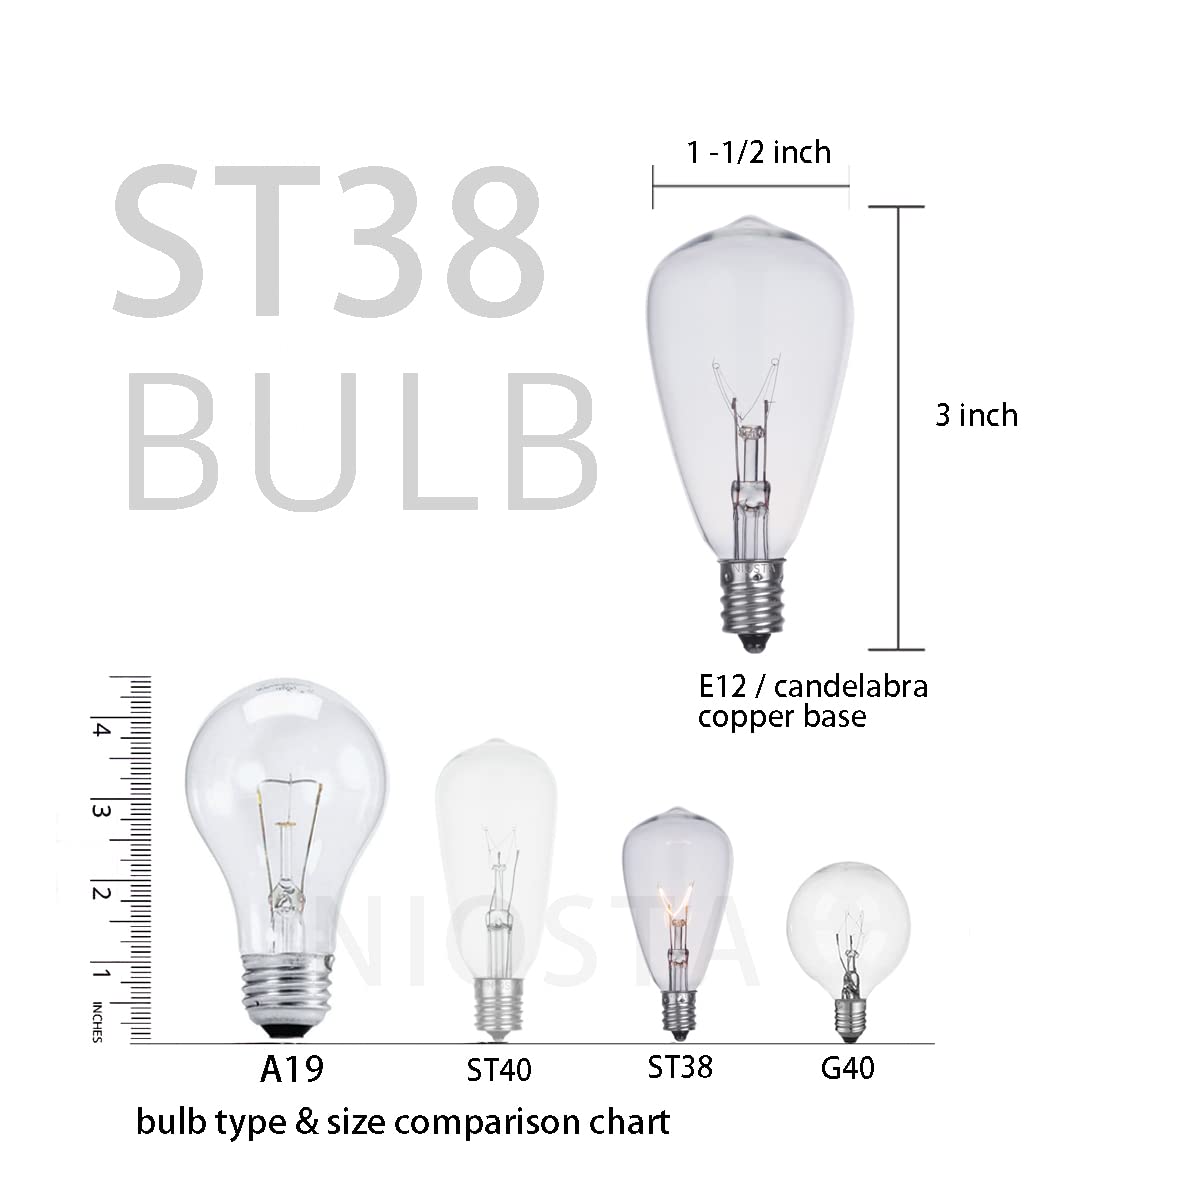 ST38
BULB
1 -1/2 inch
3 inch
NIOSTA
E12 / candelabra
copper base
4
3
2
1
INCHES
NIOSTA
A19
ST40
ST38
G40
bulb type & size comparison chart